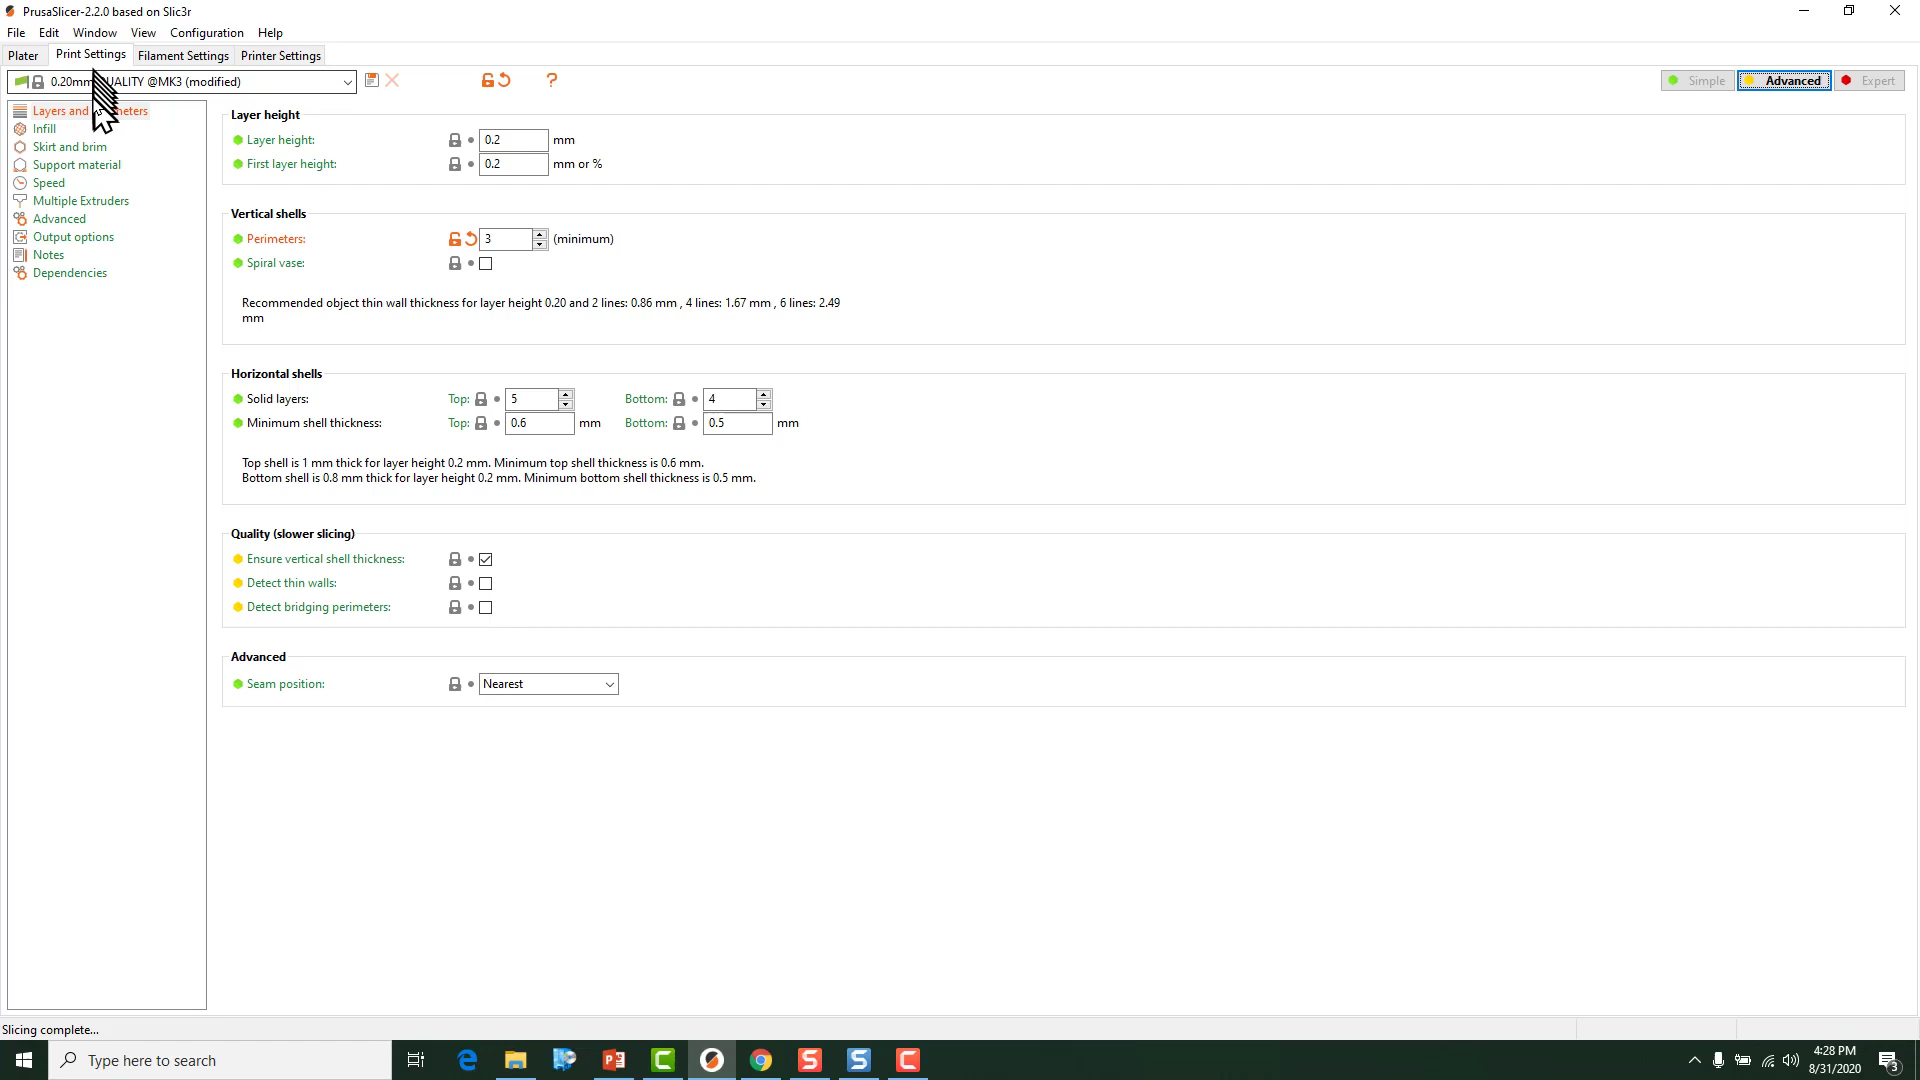 PrusaSlicer-2.2.0 based on Slic3r
File Edit Window View Configuration Help
Plater Print Settings Filament Settings Printer Settings
0.20mm @MK3 (modified)
Simple Advanced Expert
Layers and
Infill
Skirt and brim
Support material
Speed
Multiple Extruders
Advanced
Output options
Notes
Dependencies
Layer height
Layer height: 0.2 mm
First layer height: 0.2 mm or %
Vertical shells
Perimeters: 3 (minimum)
Spiral vase:
Recommended object thin wall thickness for layer height 0.20 and 2 lines: 0.86 mm , 4 lines: 1.67 mm , 6 lines: 2.49
mm
Horizontal shells
Solid layers: Top: 5 Bottom: 4
Minimum shell thickness: Top: 0.6 mm Bottom: 0.5 mm
Top shell is 1 mm thick for layer height 0.2 mm. Minimum top shell thickness is 0.6 mm.
Bottom shell is 0.8 mm thick for layer height 0.2 mm. Minimum bottom shell thickness is 0.5 mm.
Quality (slower slicing)
Ensure vertical shell thickness:
Detect thin walls:
Detect bridging perimeters:
Advanced
Seam position: Nearest
Slicing complete...
Type here to search
4:28 PM
8/31/2020
3